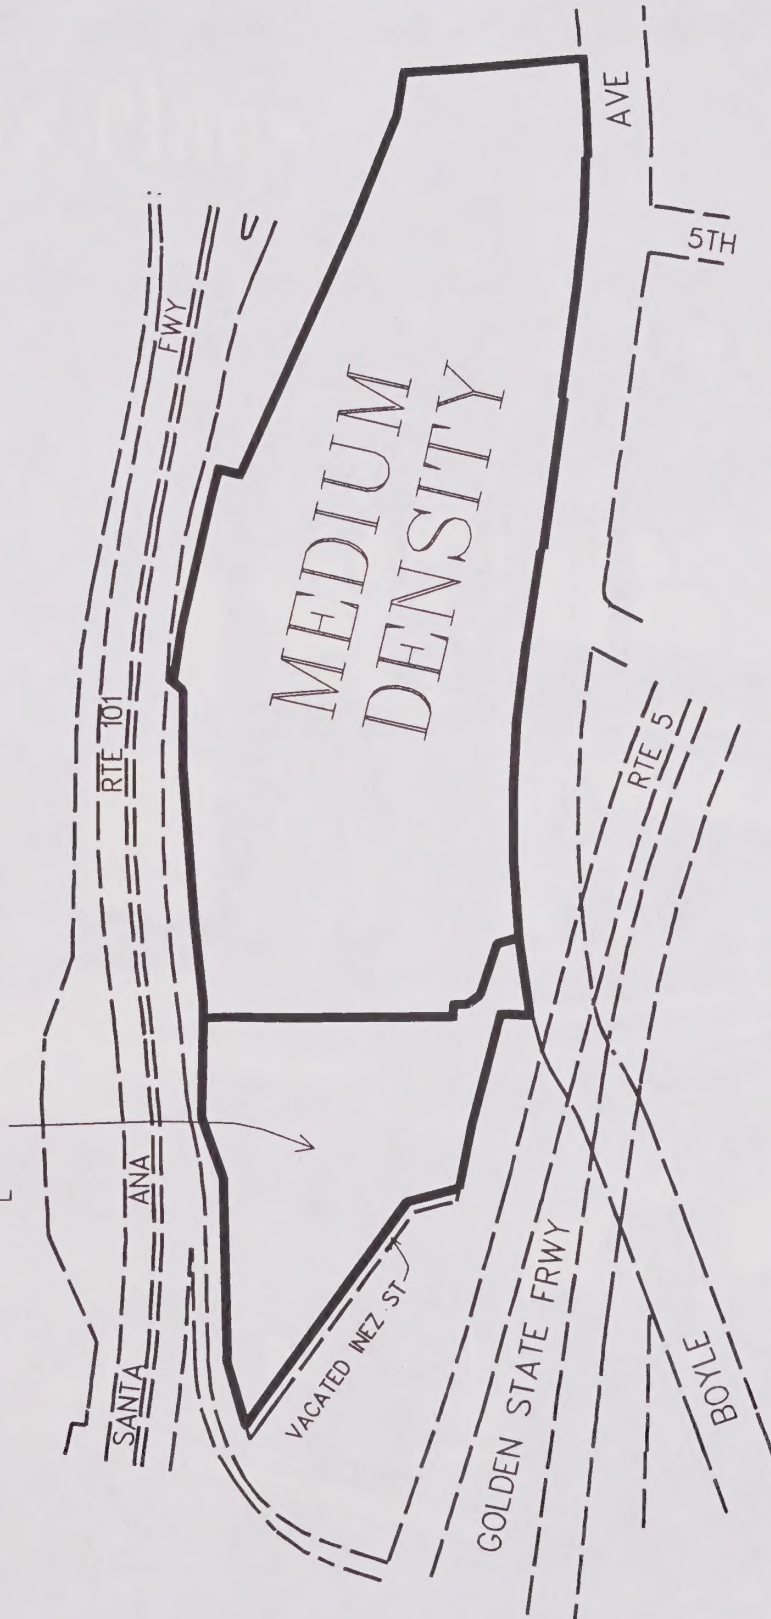 SANTA ANA FWY
RTE 101
MEDIUM
DENSITY
AVE
5TH
RTE 5
VACATED INEZ ST
GOLDEN STATE FRWY
BOYLE